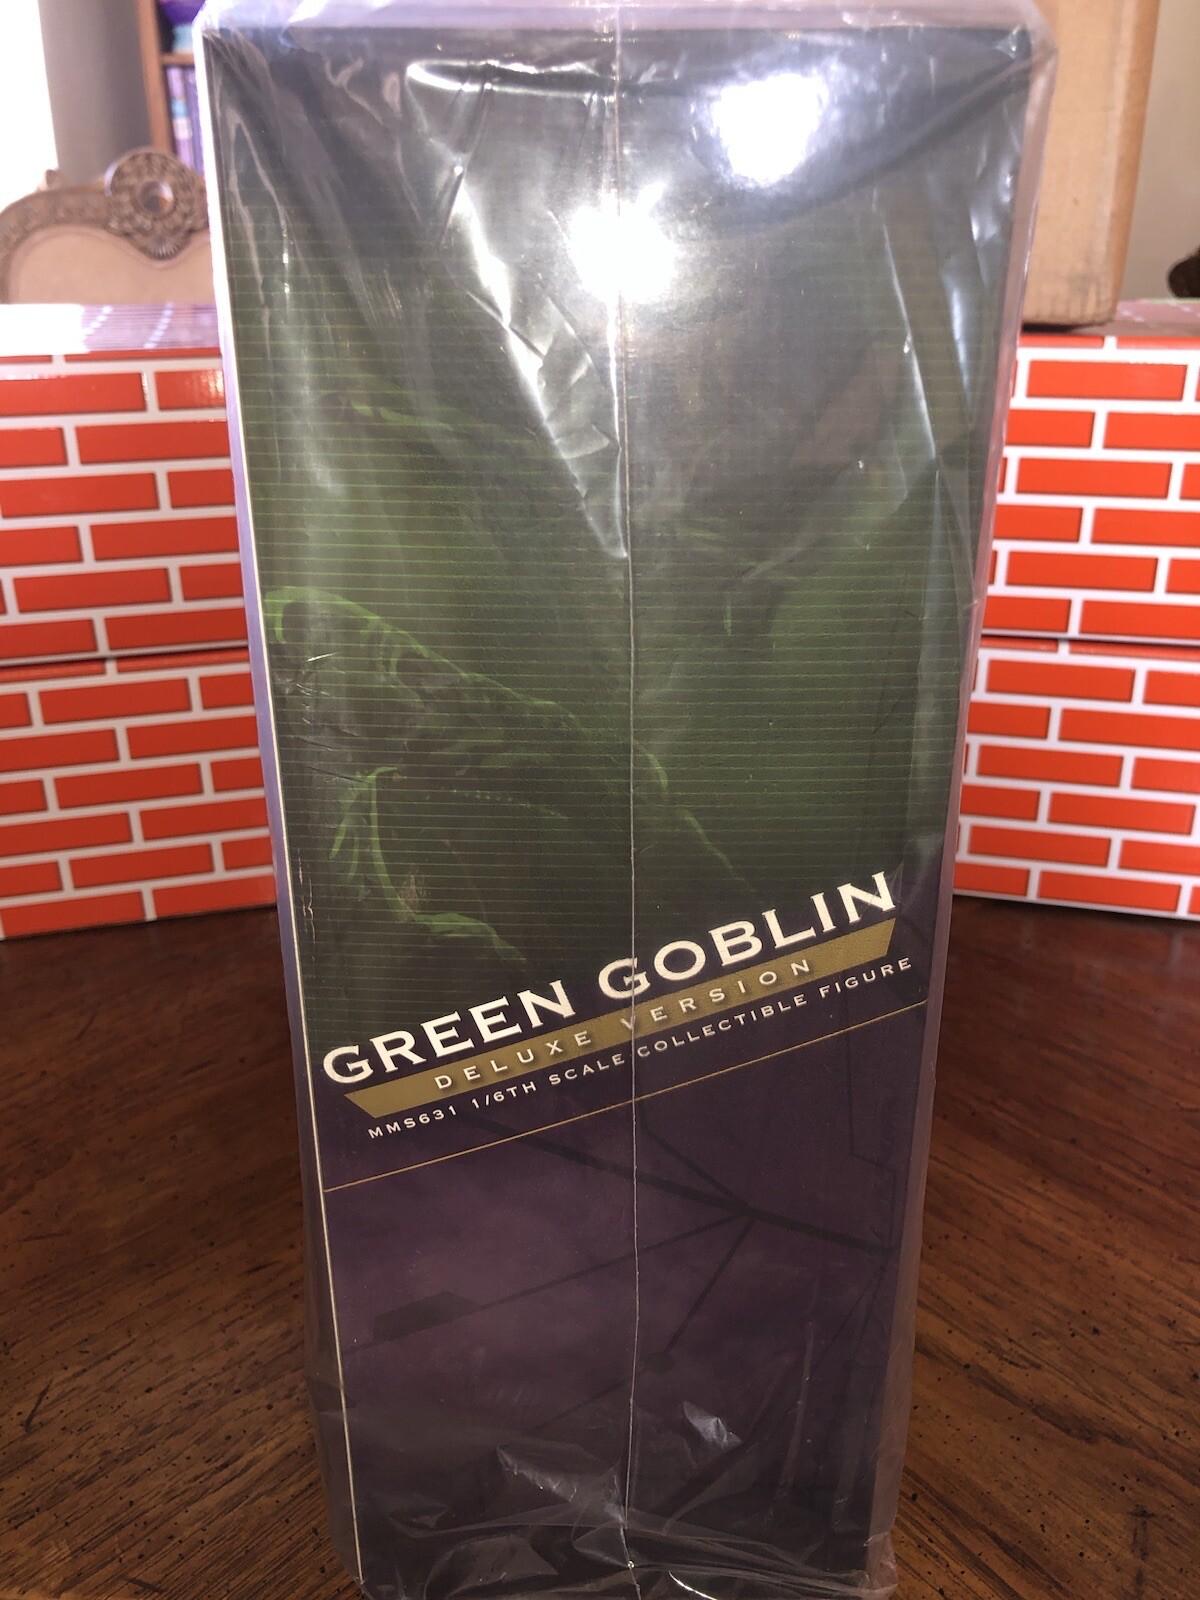 GREEN GOBLIN
DELUXE VERSION
MMS631 1/6TH SCALE COLLECTIBLE FIGURE